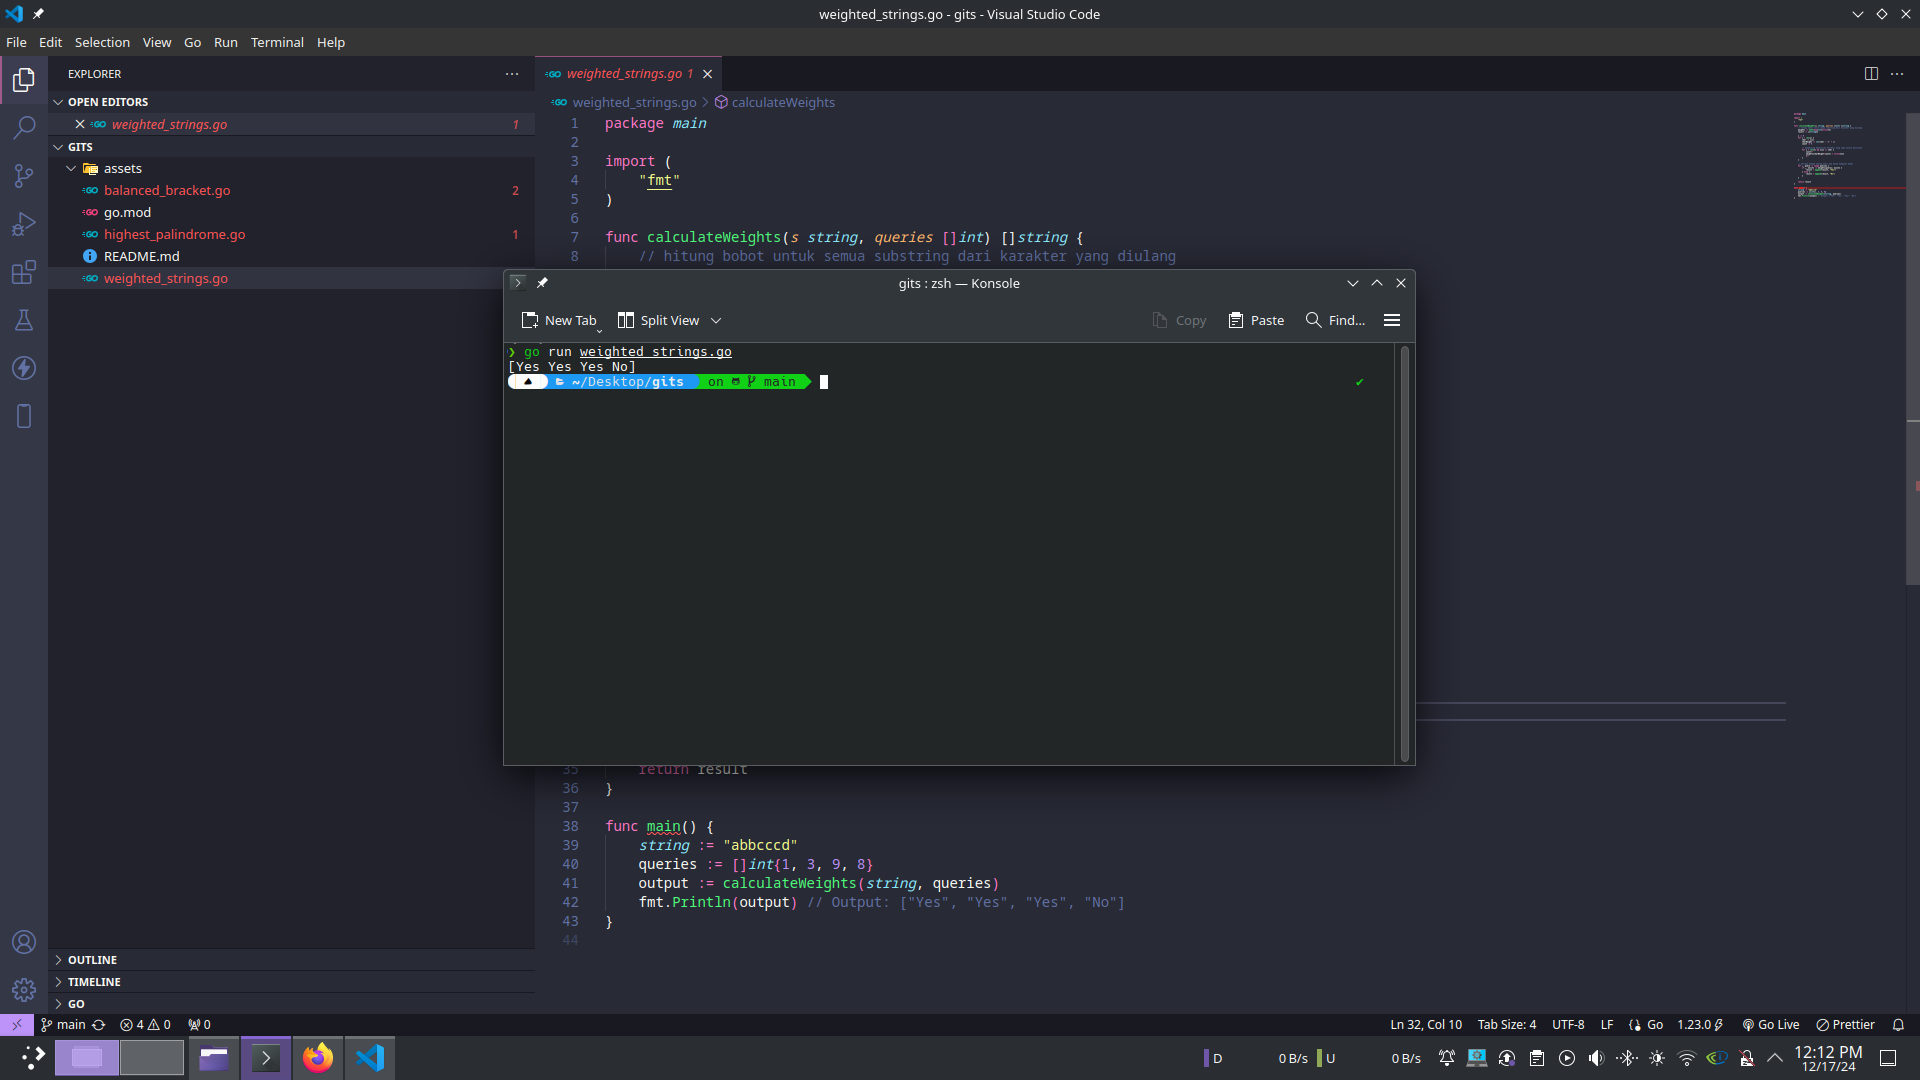 weighted_strings.go - gits - Visual Studio Code
File Edit Selection View Go Run Terminal Help
EXPLORER
OPEN EDITORS
weighted_strings.go 1
GITS
assets
balanced_bracket.go 2
go.mod
highest_palindrome.go 1
README.md
weighted_strings.go
OUTLINE
TIMELINE
GO
weighted_strings.go 1
weighted_strings.go > calculateWeights
1 package main
2
3 import (
4 "fmt"
5 )
6
7 func calculateWeights(s string, queries []int) []string {
8 // hitung bobot untuk semua substring dari karakter yang diulang
gits : zsh — Konsole
New Tab Split View Copy Paste Find...
❯ go run weighted_strings.go
[Yes Yes Yes No]
~/Desktop/gits on main ✔
35 return result
36 }
37
38 func main() {
39 string := "abbcccd"
40 queries := []int{1, 3, 9, 8}
41 output := calculateWeights(string, queries)
42 fmt.Println(output) // Output: ["Yes", "Yes", "Yes", "No"]
43 }
44
main 4 0 0
Ln 32, Col 10 Tab Size: 4 UTF-8 LF Go 1.23.0 Go Live Prettier
D 0 B/s U 0 B/s
12:12 PM
12/17/24